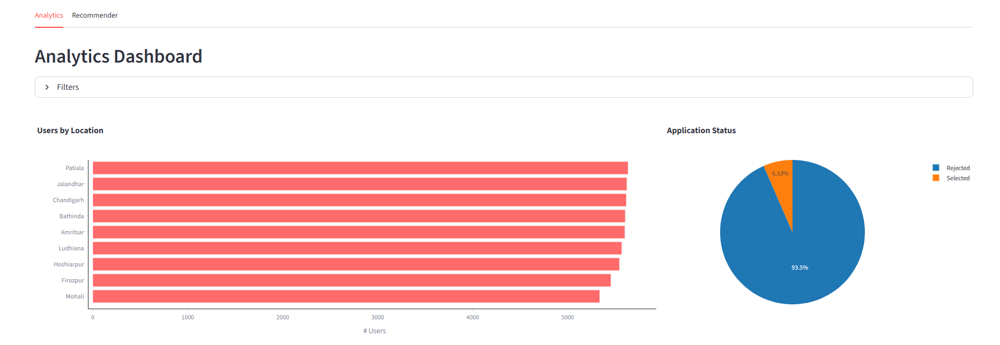 Analytics Recommender
Analytics Dashboard
Filters
Users by Location
Patiala
Jalandhar
Chandigarh
Bathinda
Amritsar
Ludhiana
Hoshiarpur
Firozpur
Mohali
0 1000 2000 3000 4000 5000
# Users
Application Status
6.53%
93.5%
Rejected
Selected